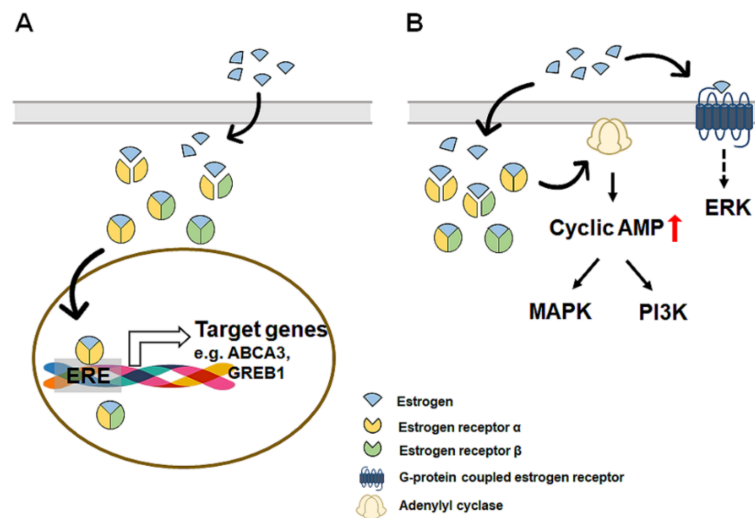 A
ERE
Target genes
e.g. ABCA3,
GREB1
B
Cyclic AMP
ERK
MAPK
PI3K
Estrogen
Estrogen receptor α
Estrogen receptor β
G-protein coupled estrogen receptor
Adenylyl cyclase